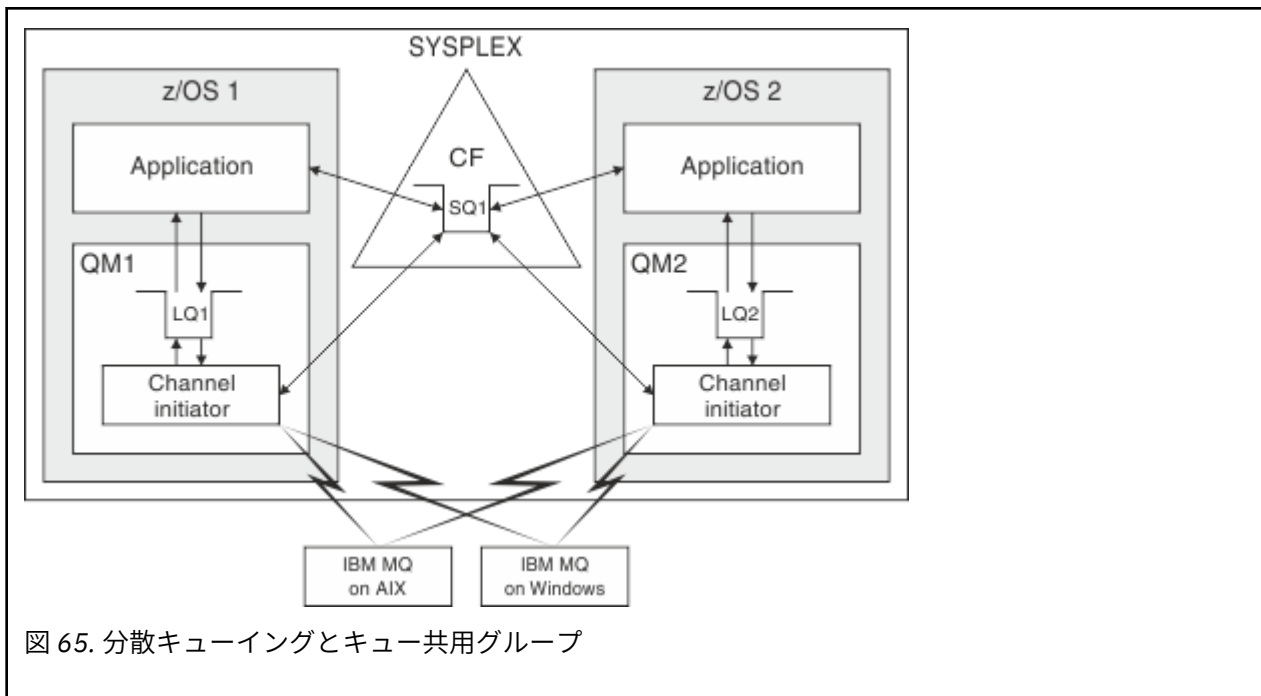 SYSPLEX
z/OS 1
z/OS 2
Application
CF
Application
SQ1
QM1
QM2
LQ1
LQ2
Channel
initiator
Channel
initiator
IBM MQ
on AIX
IBM MQ
on Windows
図 65. 分散キューイングとキュー共用グループ